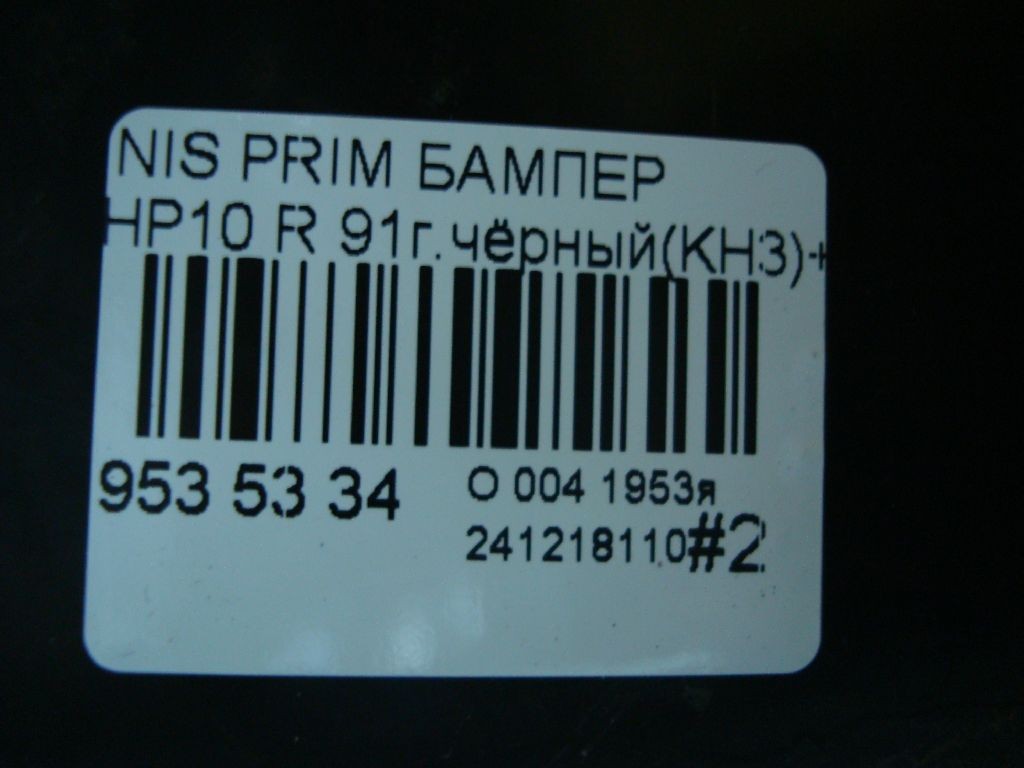 NIS PRIM БАМПЕР
HP10 R 91г.чёрный(KH3)-
953 53 34
O 004 1953я
241218110#2